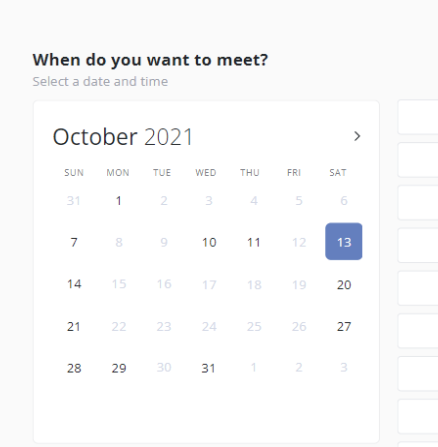 When do you want to meet?
Select a date and time
October 2021
SUN MON TUE WED THU FRI SAT
31 1 2 3 4 5 6
7 8 9 10 11 12 13
14 15 16 17 18 19 20
21 22 23 24 25 26 27
28 29 30 31 1 2 3